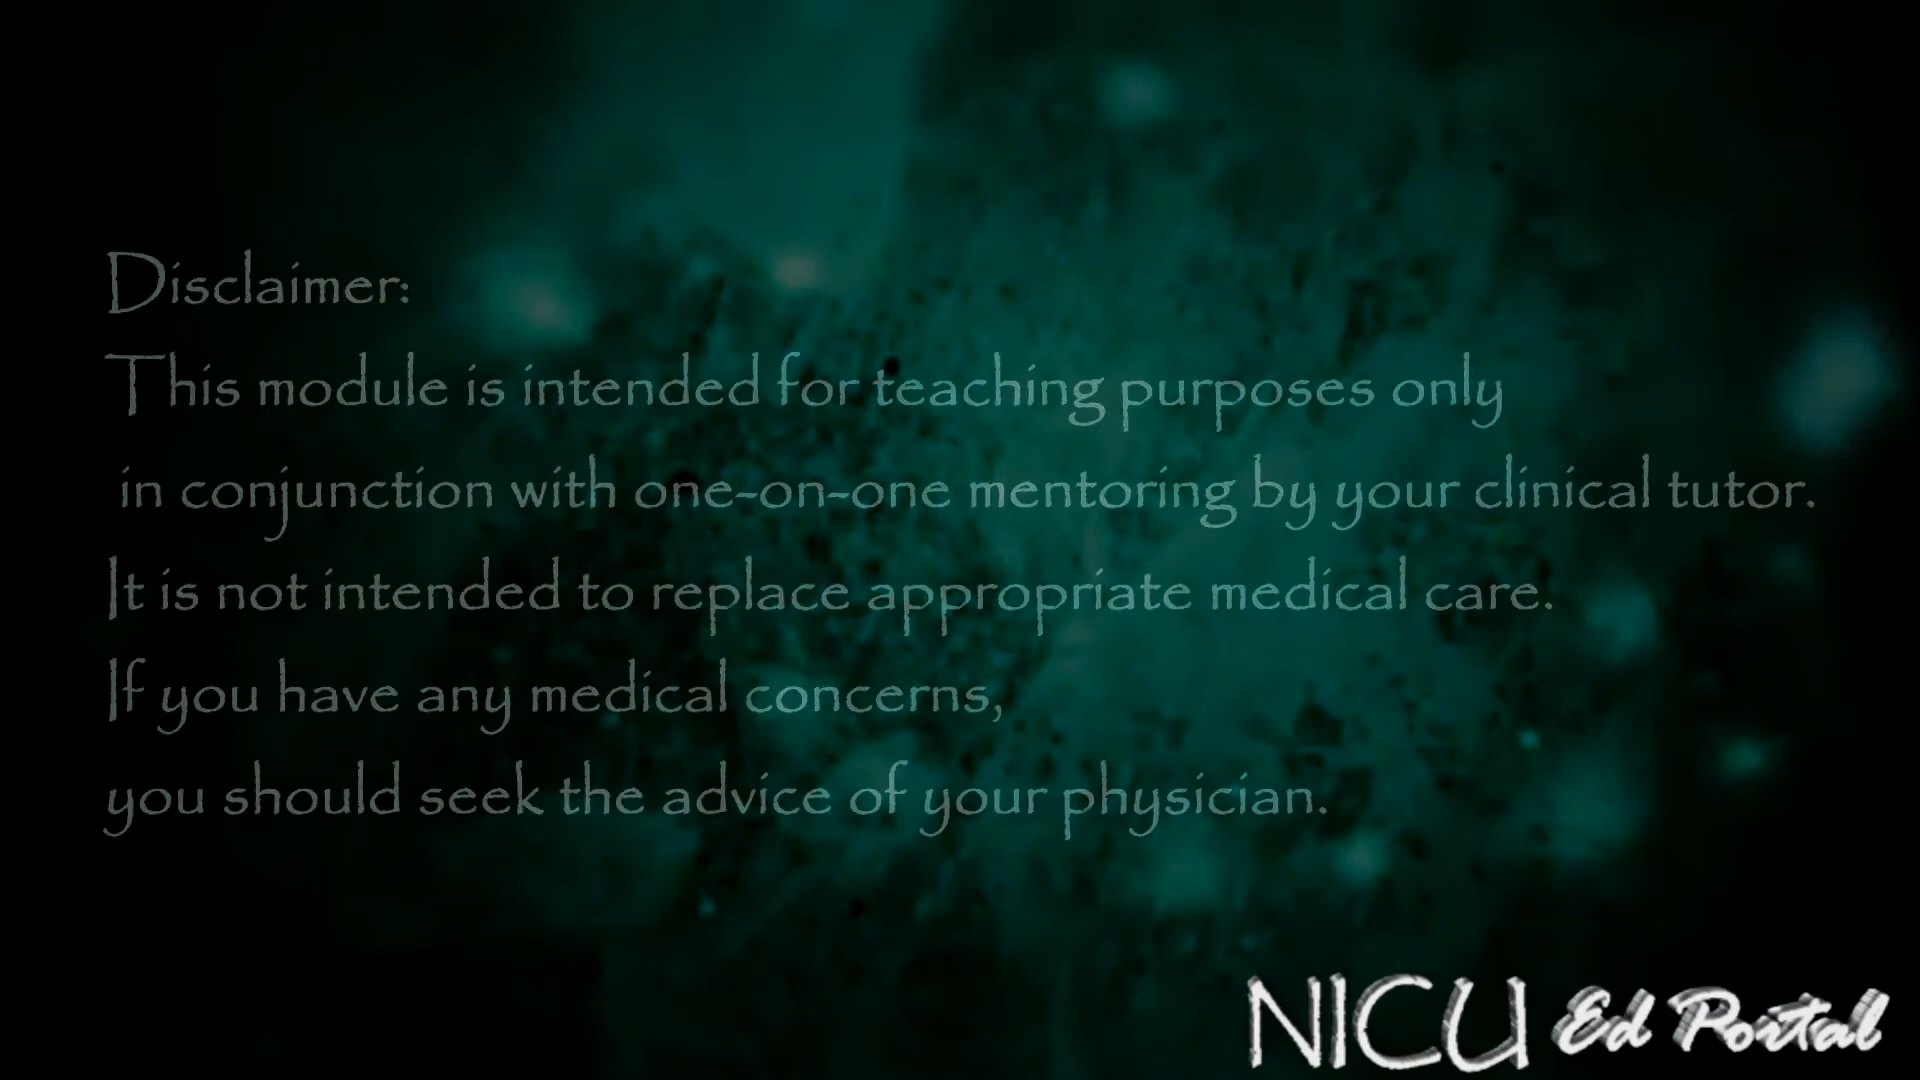 Disclaimer:
This module is intended for teaching purposes only
in conjunction with one-on-one mentoring by your clinical tutor.
It is not intended to replace appropriate medical care.
If you have any medical concerns,
you should seek the advice of your physician.
NICU Ed Portal